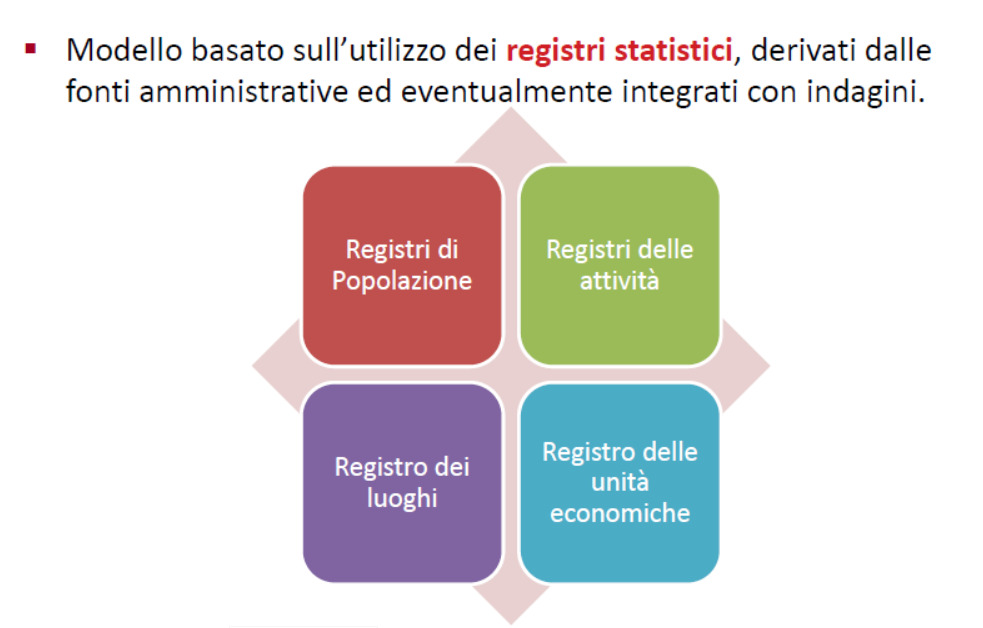 Modello basato sull'utilizzo dei registri statistici, derivati dalle
fonti amministrative ed eventualmente integrati con indagini.
Registri di
Popolazione
Registri delle
attività
Registro dei
luoghi
Registro delle
unità
economiche